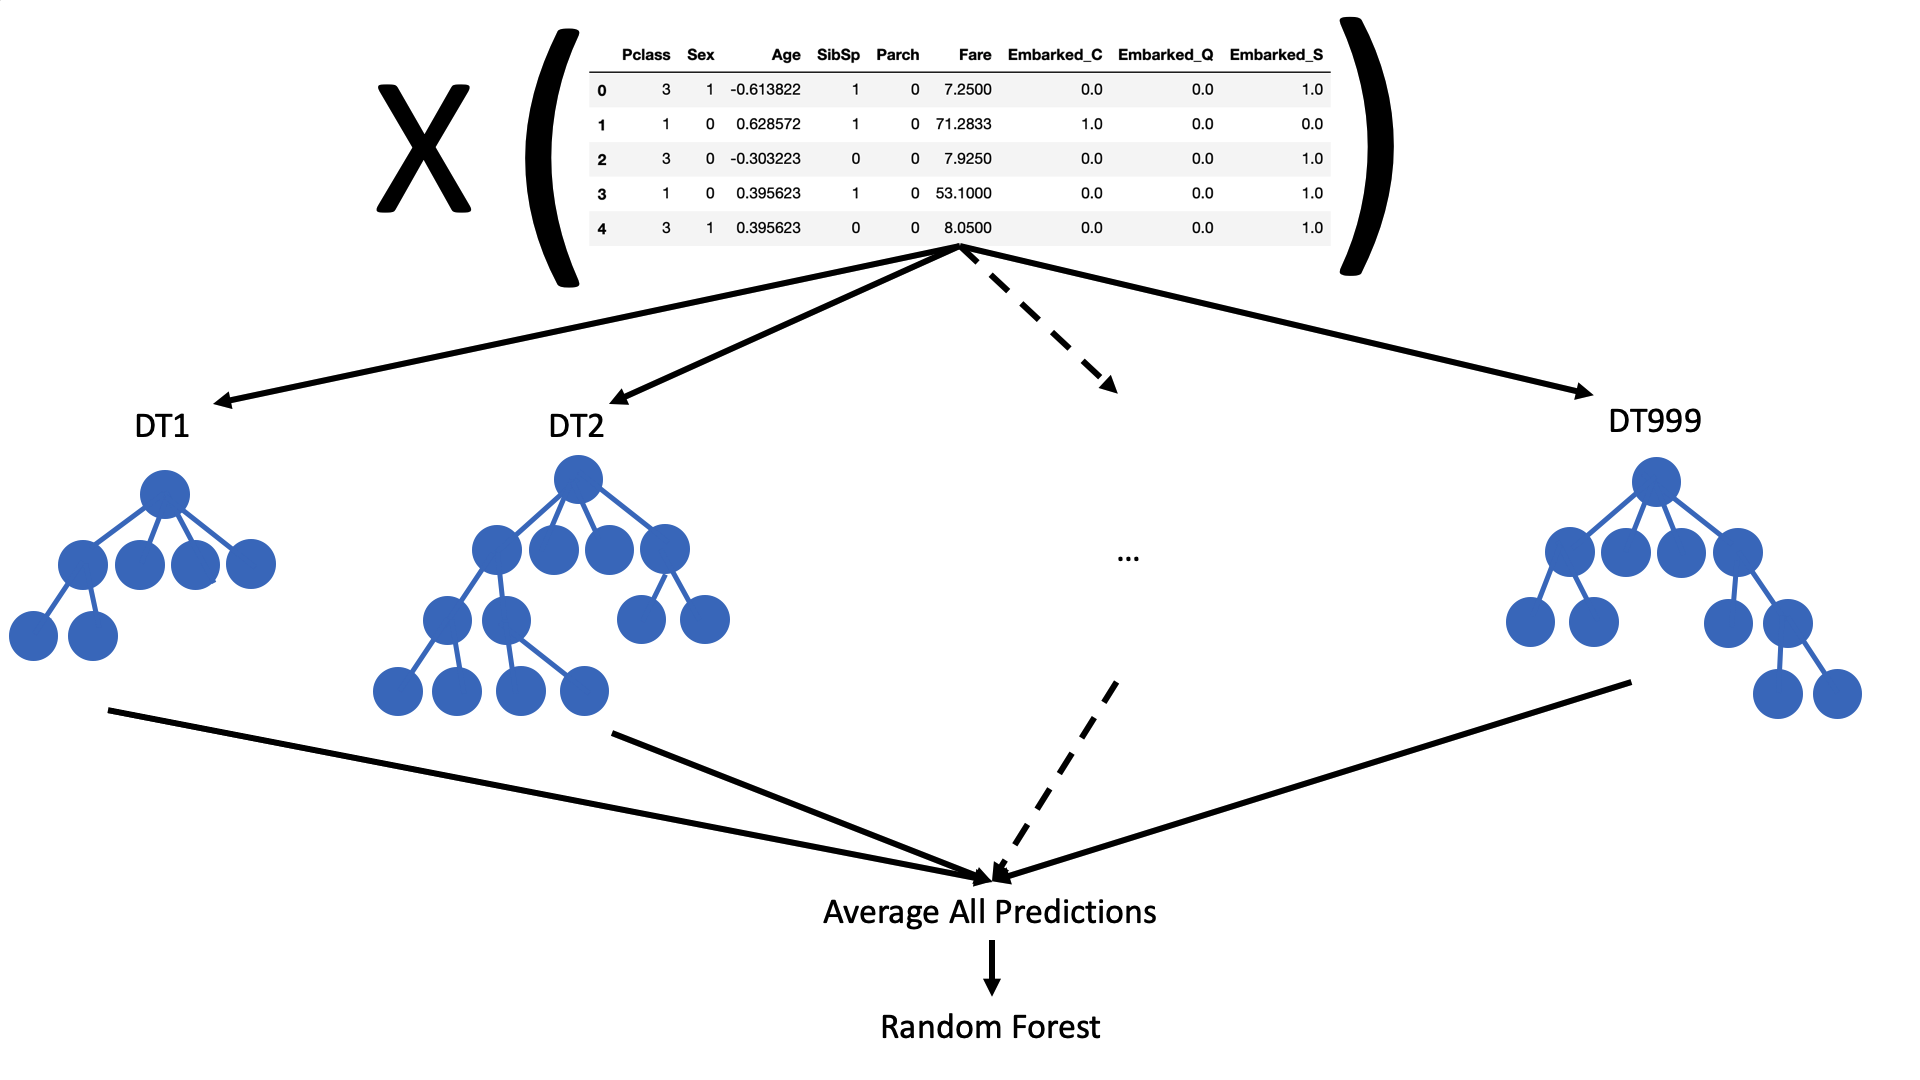 X
Pclass Sex Age SibSp Parch Fare Embarked_C Embarked_Q Embarked_S
0 3 1 -0.613822 1 0 7.2500 0.0 0.0 1.0
1 1 0 0.628572 1 0 71.2833 1.0 0.0 0.0
2 3 0 -0.303223 0 0 7.9250 0.0 0.0 1.0
3 1 0 0.395623 1 0 53.1000 0.0 0.0 1.0
4 3 1 0.395623 0 0 8.0500 0.0 0.0 1.0
DT1 DT2 DT999
...
Average All Predictions
Random Forest